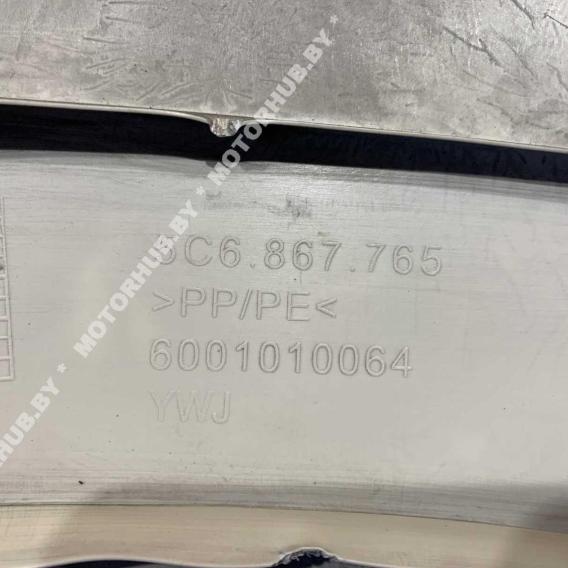 5C6.867.765
>PP/PE<
6001010064
YWJ
MOTORHUB.BY * MOTORHUB.BY * MOTORHUB.BY